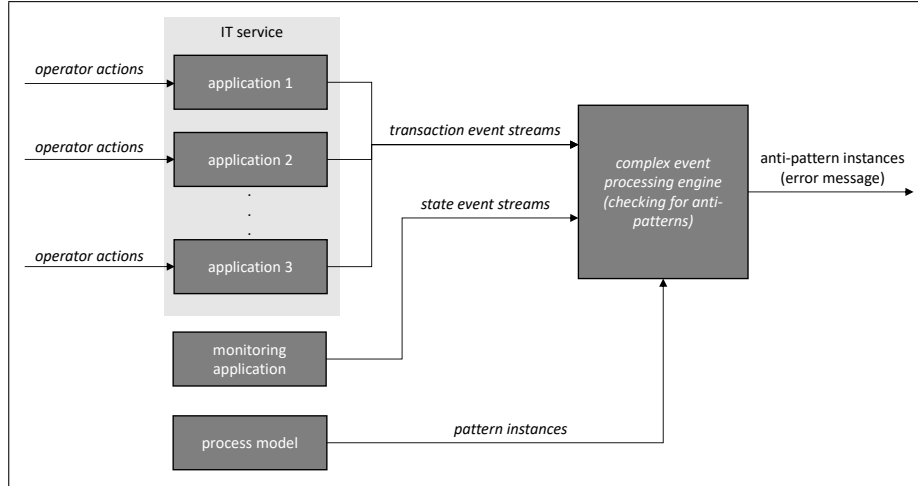 IT service
operator actions
application 1
operator actions
application 2
.
.
.
operator actions
application 3
transaction event streams
state event streams
complex event
processing engine
(checking for anti-
patterns)
anti-pattern instances
(error message)
monitoring
application
process model
pattern instances